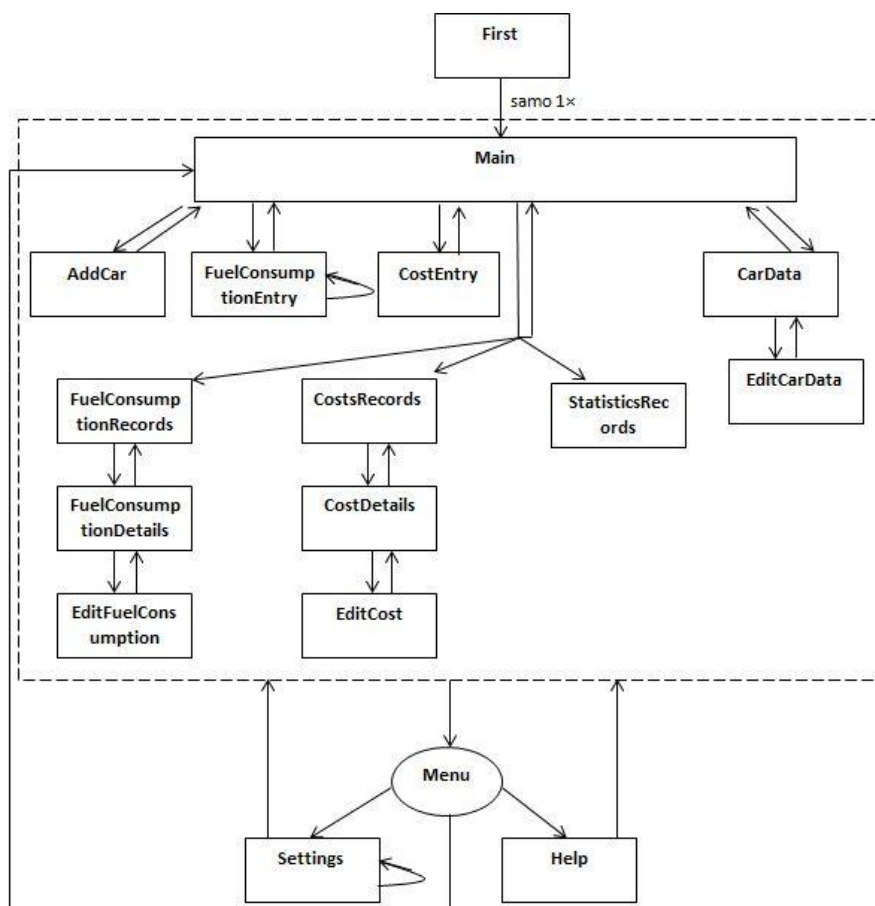 First
samo 1×
Main
AddCar
FuelConsump
tionEntry
CostEntry
CarData
FuelConsump
tionRecords
CostsRecords
StatisticsRec
ords
EditCarData
FuelConsump
tionDetails
CostDetails
EditFuelCons
umption
EditCost
Menu
Settings
Help